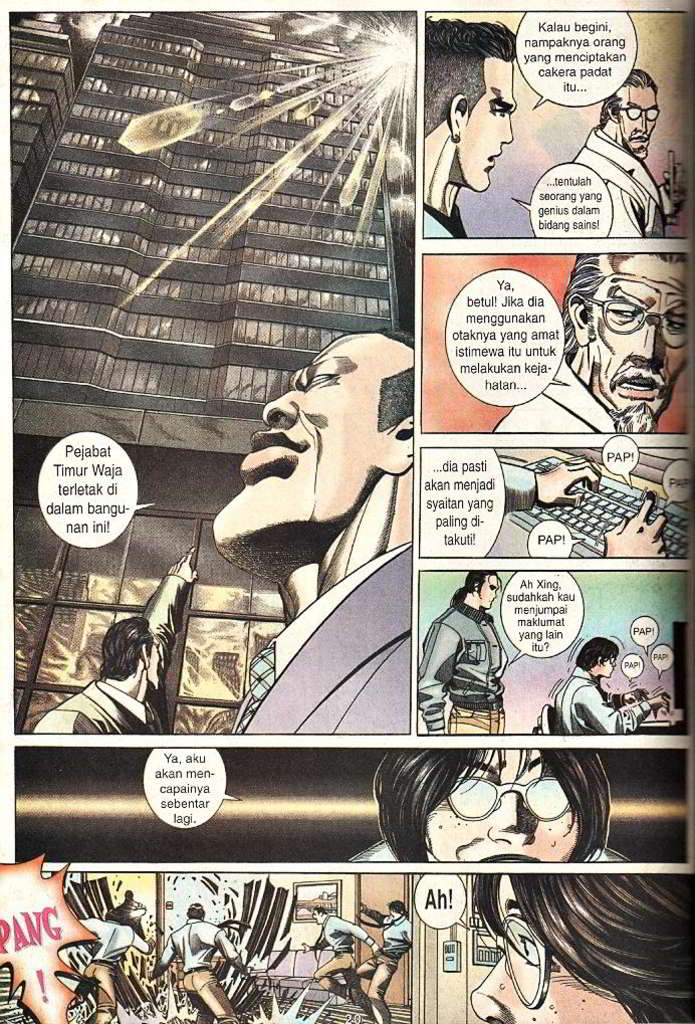 Pejabat
Timur Waja
terletak di
dalam bangu-
nan ini!
Kalau begini,
nampaknya orang
yang menciptakan
cakera padat
itu...
...tentulah
seorang yang
genius dalam
bidang sains!
Ya,
betul! Jika dia
menggunakan
otaknya yang amat
istimewa itu untuk
melakukan keja-
hatan...
...dia pasti
akan menjadi
syaitan yang
paling di-
takuti!
PAP!
PAP!
PAP!
Ah Xing,
sudahkah kau
menjumpai
maklumat
yang lain
itu?
PAP!
PAP!
PAP!
Ya, aku
akan men-
capainya
sebentar
lagi.
PANG
!
Ah!
29